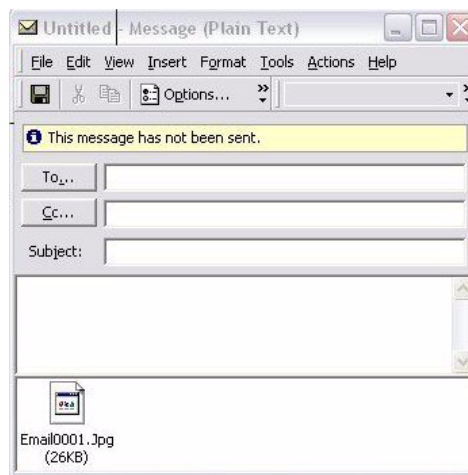 Untitled - Message (Plain Text)
File Edit View Insert Format Tools Actions Help
Options...
This message has not been sent.
To...
Cc...
Subject:
Email0001.Jpg
(26KB)